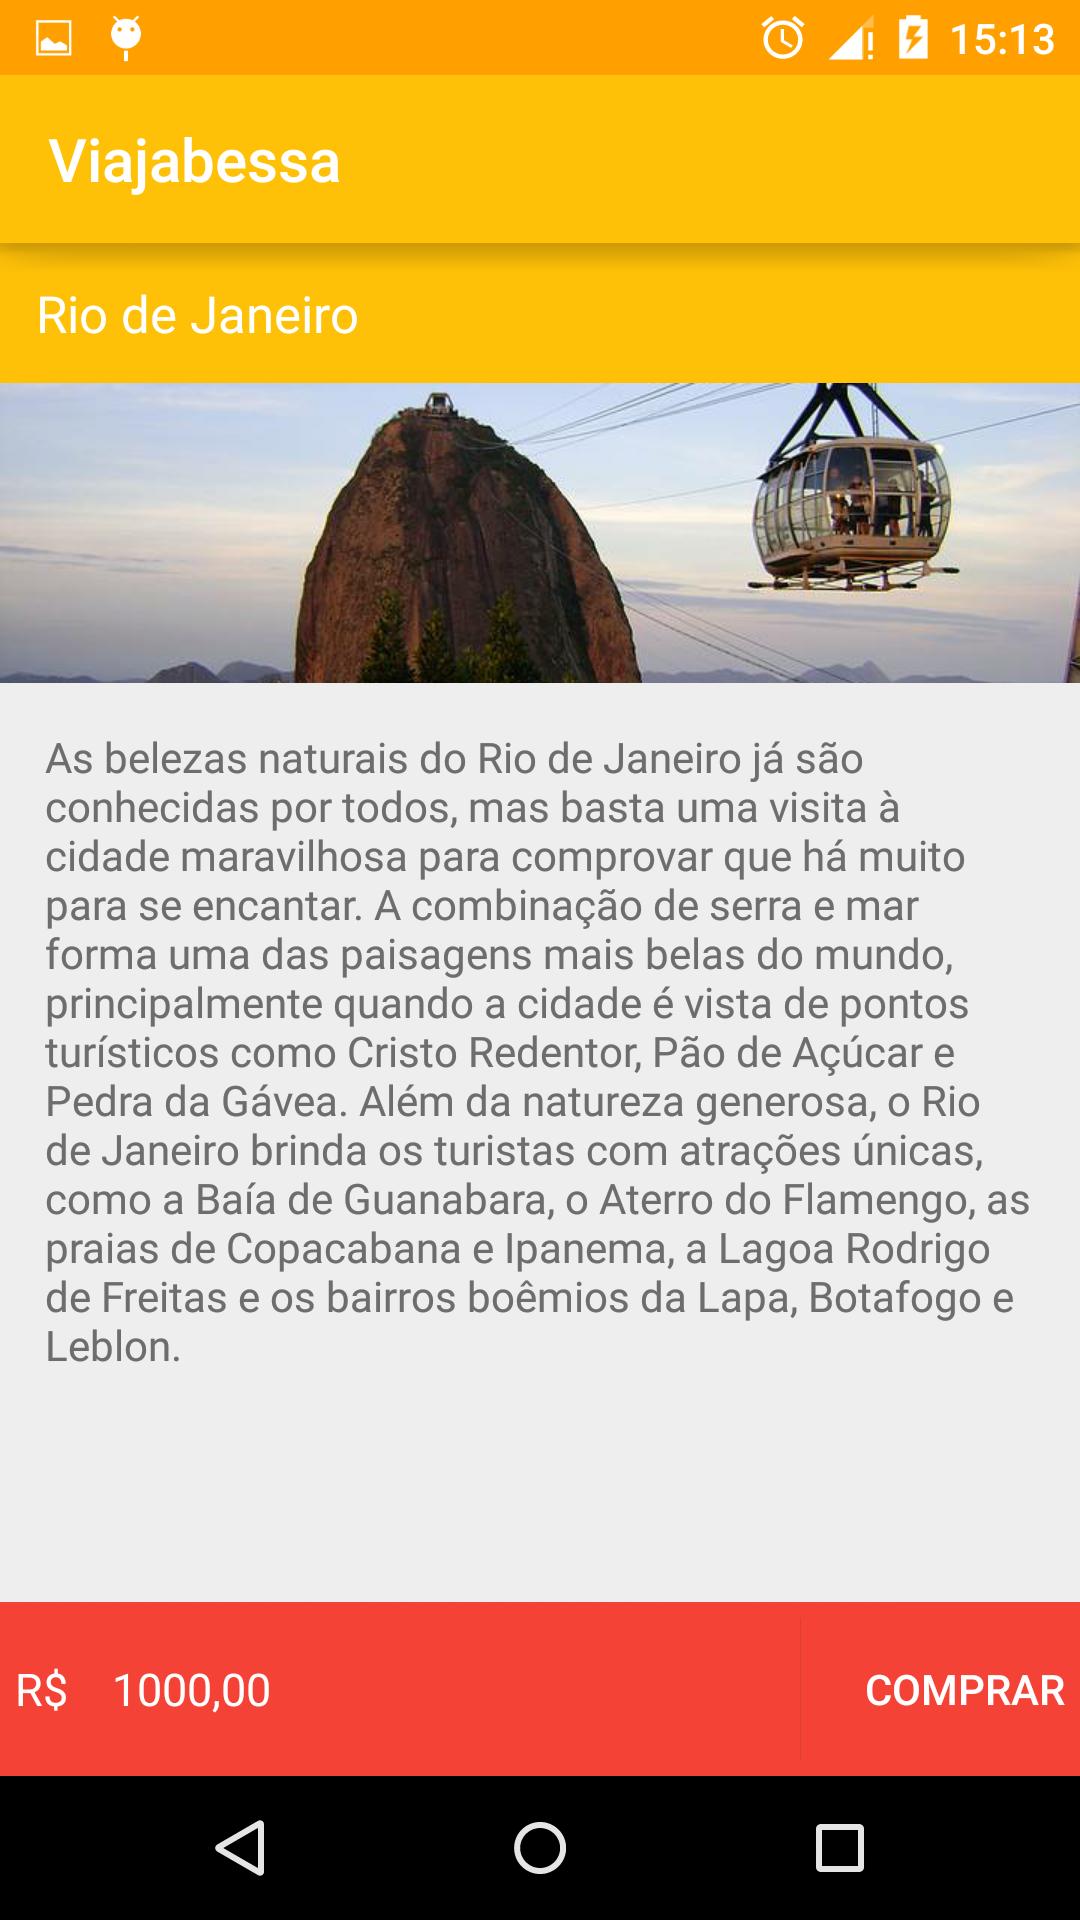 15:13
Viajabessa
Rio de Janeiro
As belezas naturais do Rio de Janeiro já são
conhecidas por todos, mas basta uma visita à
cidade maravilhosa para comprovar que há muito
para se encantar. A combinação de serra e mar
forma uma das paisagens mais belas do mundo,
principalmente quando a cidade é vista de pontos
turísticos como Cristo Redentor, Pão de Açúcar e
Pedra da Gávea. Além da natureza generosa, o Rio
de Janeiro brinda os turistas com atrações únicas,
como a Baía de Guanabara, o Aterro do Flamengo, as
praias de Copacabana e Ipanema, a Lagoa Rodrigo
de Freitas e os bairros boêmios da Lapa, Botafogo e
Leblon.
R$ 1000,00 COMPRAR